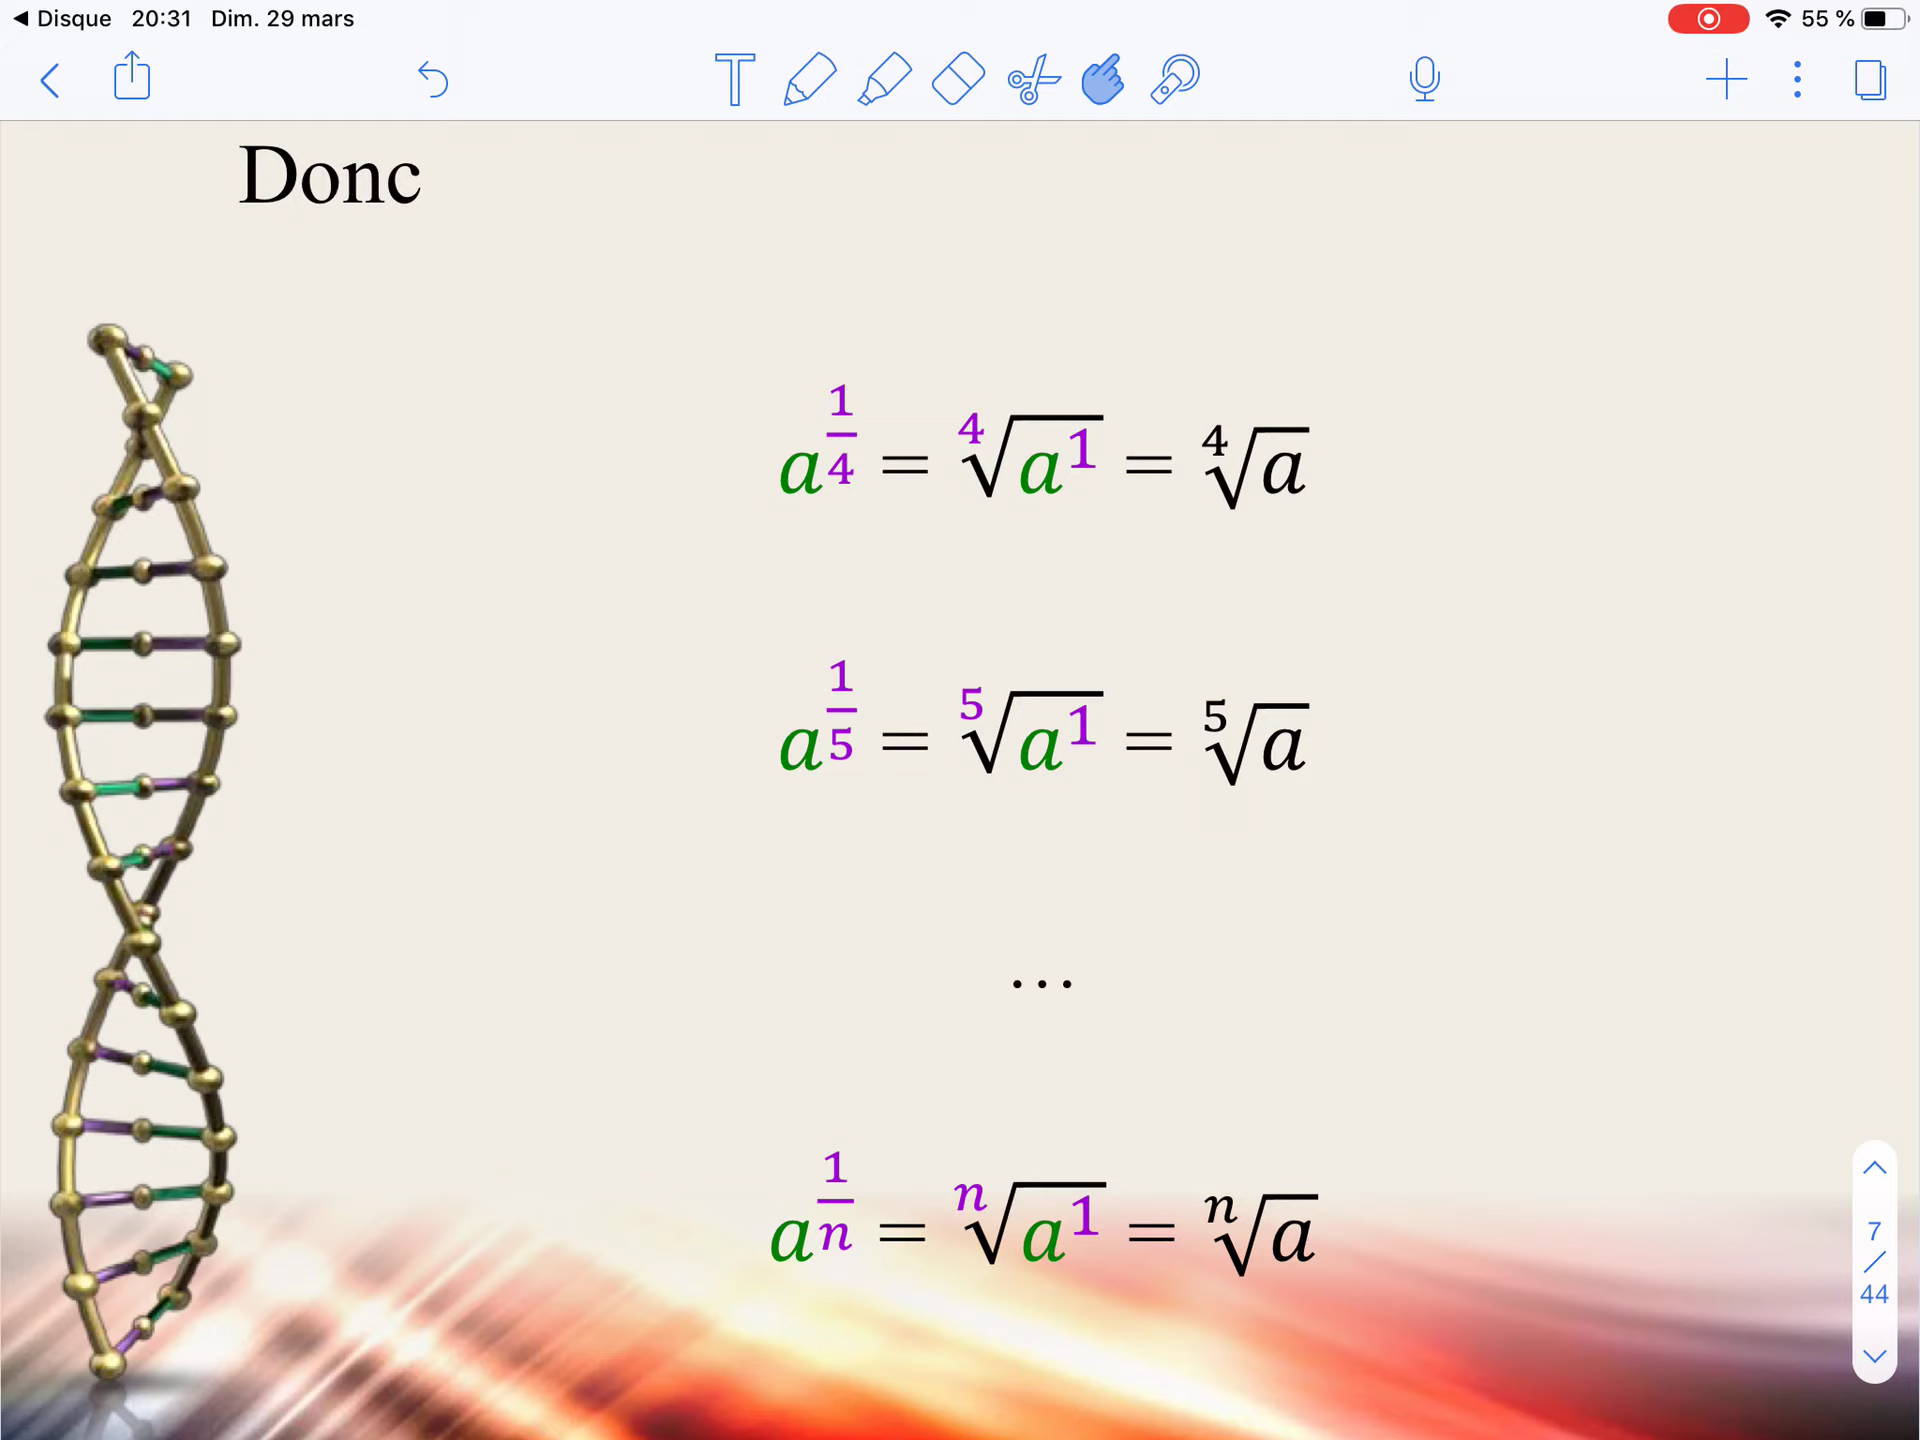 ◀ Disque 20:31 Dim. 29 mars 55 %
T
Donc
a^{1/4} = ⁴√(a¹) = ⁴√a
a^{1/5} = ⁵√(a¹) = ⁵√a
...
a^{1/n} = ⁿ√(a¹) = ⁿ√a
7
/
44